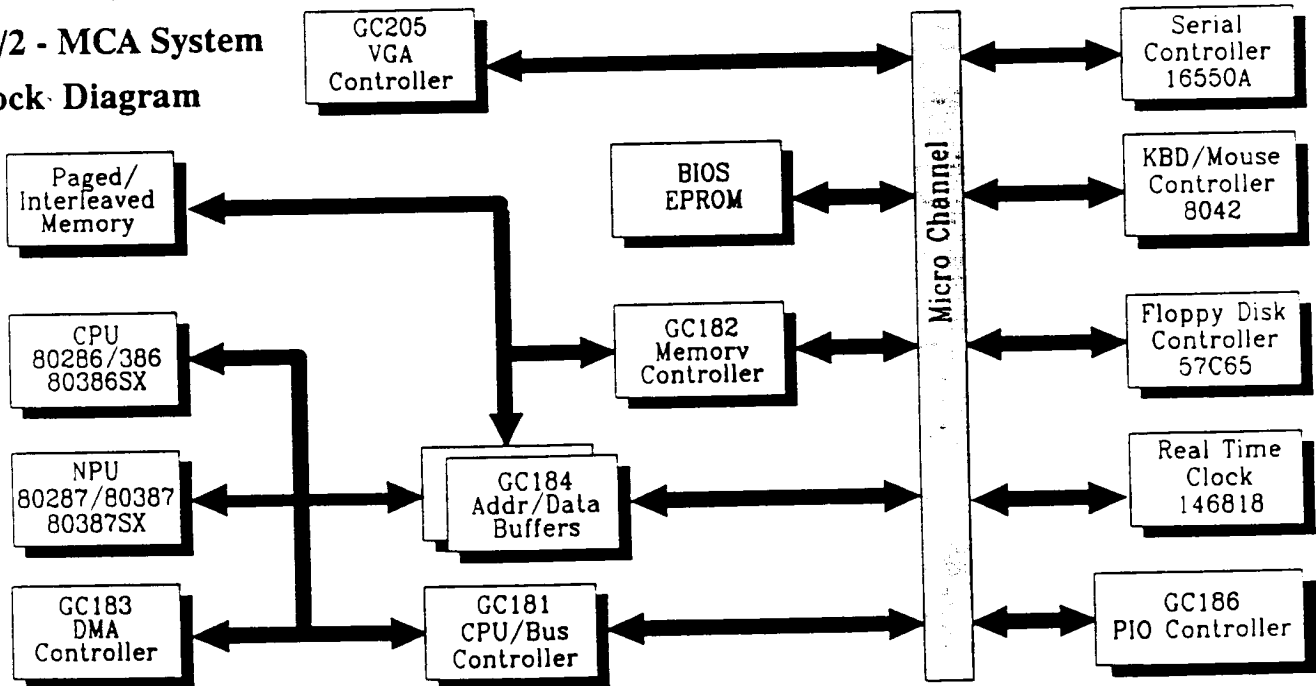 /2 - MCA System
ock Diagram
GC205
VGA
Controller
Serial
Controller
16550A
Paged/
Interleaved
Memory
BIOS
EPROM
Micro Channel
KBD/Mouse
Controller
8042
CPU
80286/386
80386SX
GC182
Memory
Controller
Floppy Disk
Controller
57C65
NPU
80287/80387
80387SX
GC184
Addr/Data
Buffers
Real Time
Clock
146818
GC183
DMA
Controller
GC181
CPU/Bus
Controller
GC186
PIO Controller